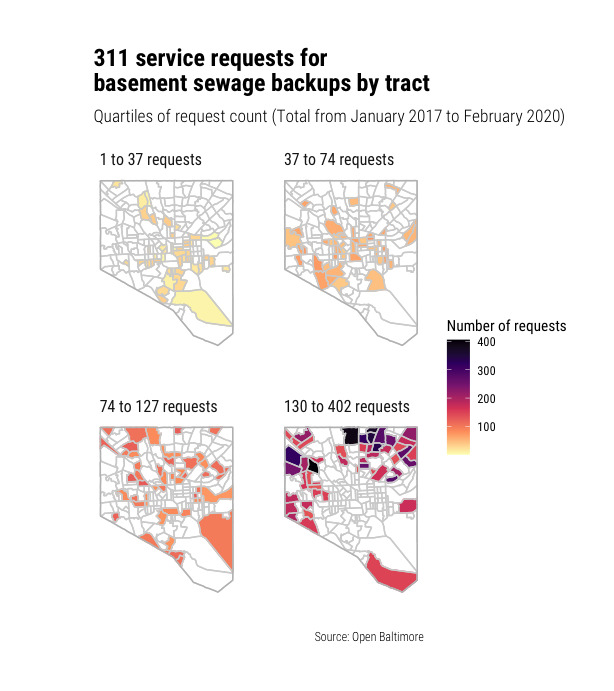 311 service requests for
basement sewage backups by tract
Quartiles of request count (Total from January 2017 to February 2020)
1 to 37 requests
37 to 74 requests
Number of requests
400
300
200
100
74 to 127 requests
130 to 402 requests
Source: Open Baltimore